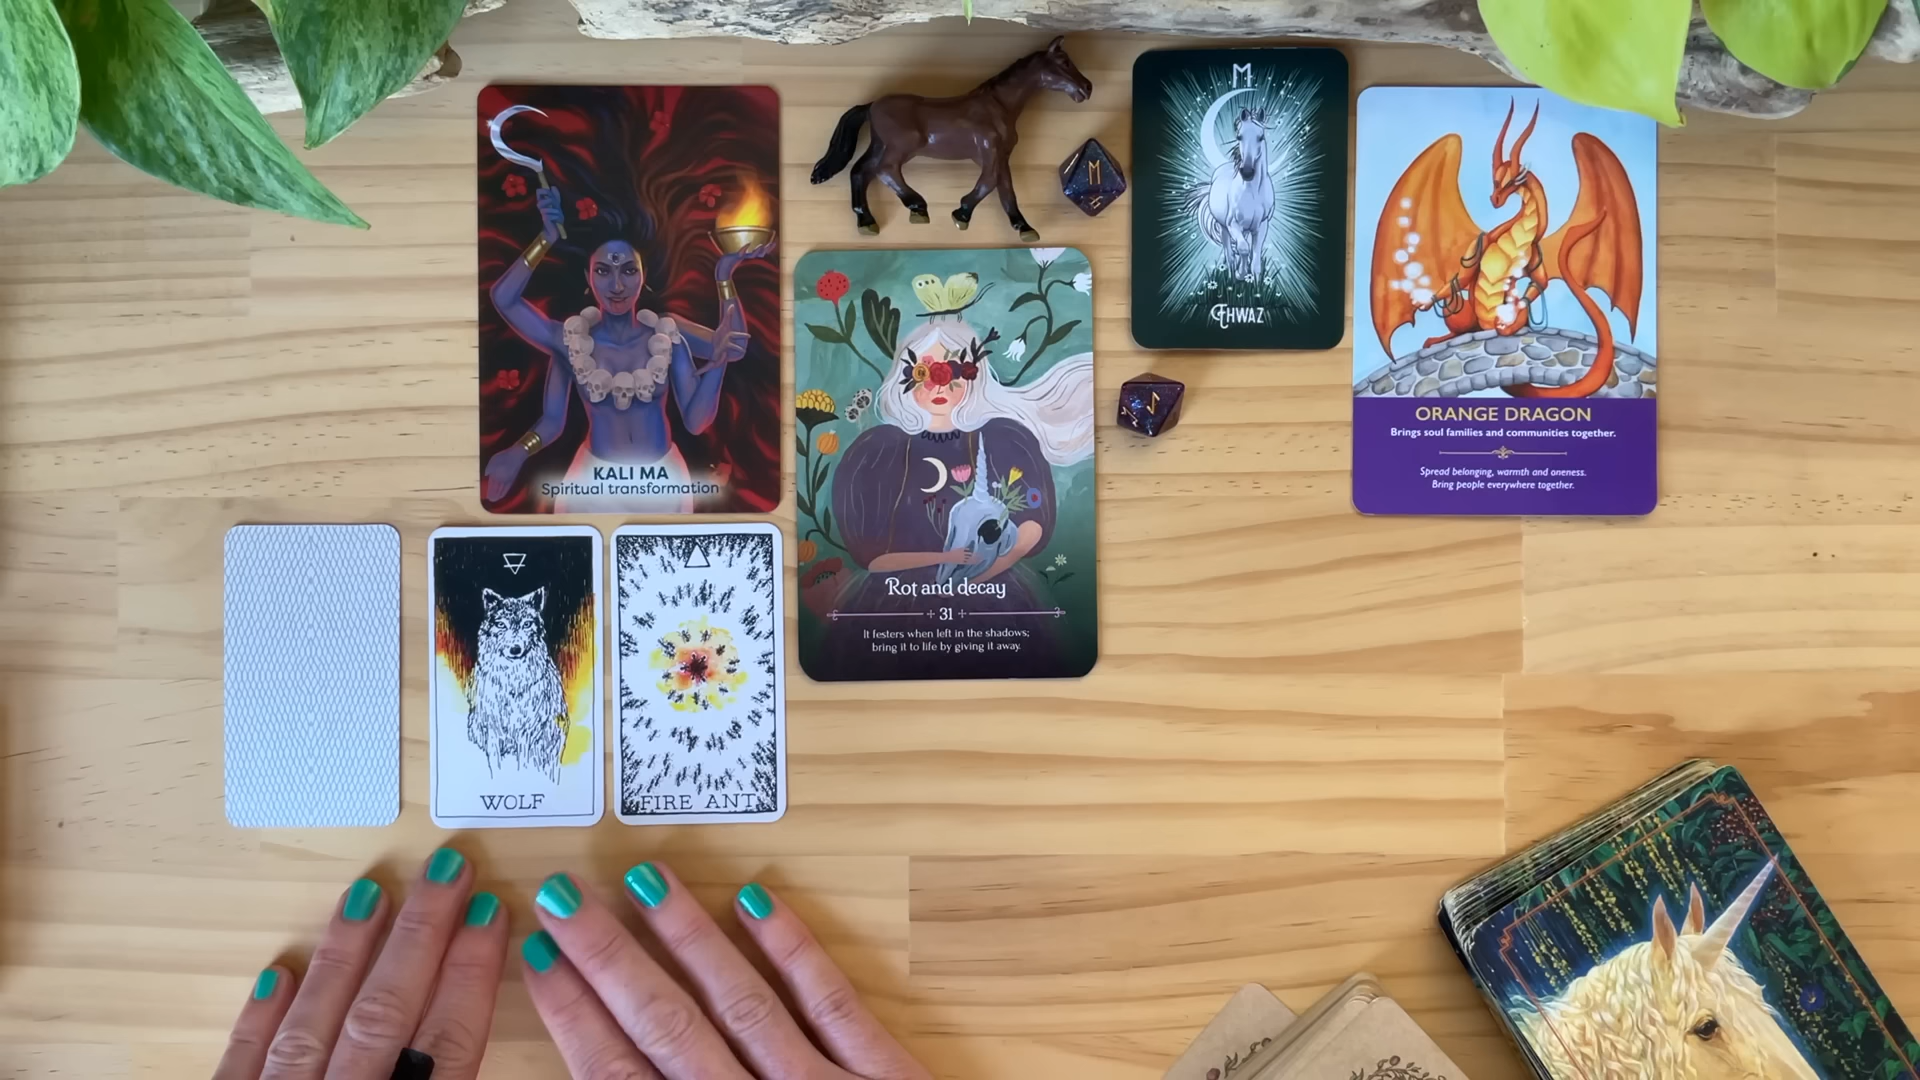 KALI MA
Spiritual transformation
Rot and decay
31
It festers when left in the shadows;
bring it to life by giving it away.
EHWAZ
ORANGE DRAGON
Brings soul families and communities together.
Spread belonging, warmth and oneness.
Bring people everywhere together.
WOLF
FIRE ANT